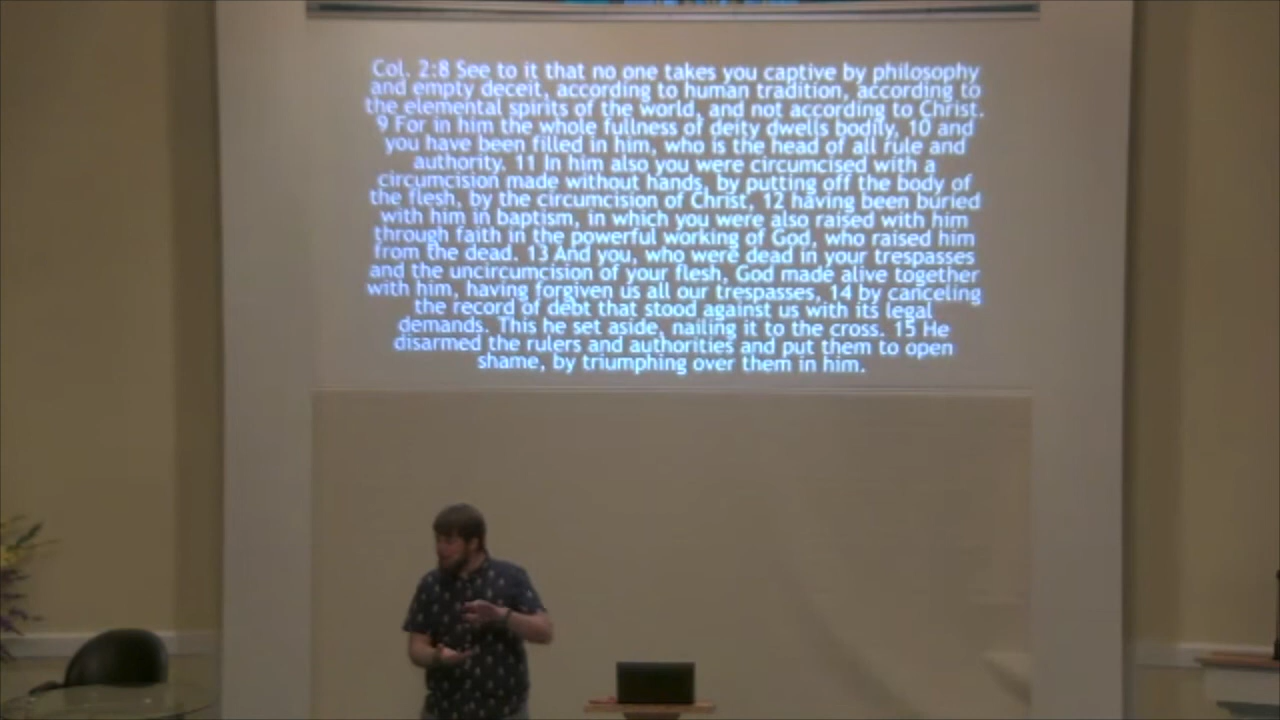 Col. 2:8 See to it that no one takes you captive by philosophy
and empty deceit, according to human tradition, according to
the elemental spirits of the world, and not according to Christ.
9 For in him the whole fullness of deity dwells bodily, 10 and
you have been filled in him, who is the head of all rule and
authority. 11 In him also you were circumcised with a
circumcision made without hands, by putting off the body of
the flesh, by the circumcision of Christ, 12 having been buried
with him in baptism, in which you were also raised with him
through faith in the powerful working of God, who raised him
from the dead. 13 And you, who were dead in your trespasses
and the uncircumcision of your flesh, God made alive together
with him, having forgiven us all our trespasses, 14 by canceling
the record of debt that stood against us with its legal
demands. This he set aside, nailing it to the cross. 15 He
disarmed the rulers and authorities and put them to open
shame, by triumphing over them in him.